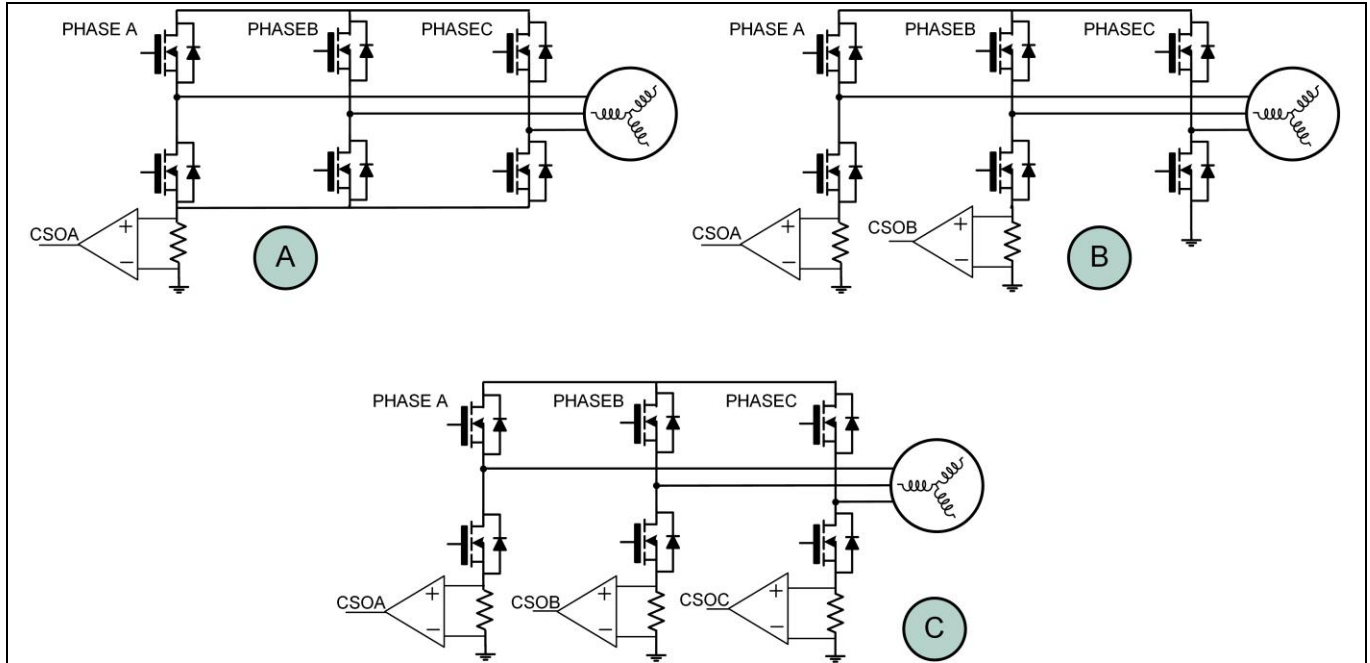 PHASE A PHASEB PHASEC
CSOA
+
−
A
PHASE A PHASEB PHASEC
CSOA CSOB
+ +
− −
B
PHASE A PHASEB PHASEC
CSOA CSOB CSOC
+ + +
− − −
C